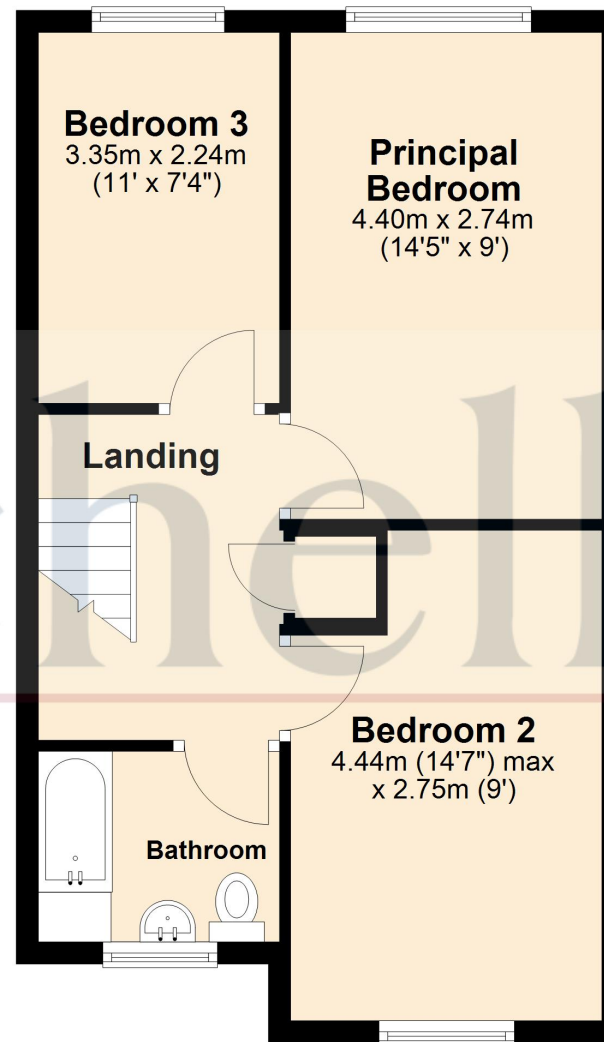 Bedroom 3
3.35m x 2.24m
(11' x 7'4")
Principal
Bedroom
4.40m x 2.74m
(14'5" x 9')
Landing
Bedroom 2
4.44m (14'7") max
x 2.75m (9')
Bathroom